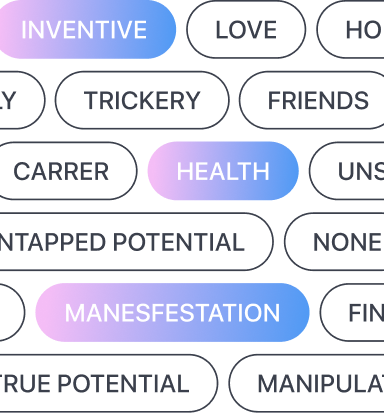 INVENTIVE LOVE HO
LY TRICKERY FRIENDS
CARRER HEALTH UNS
NTAPPED POTENTIAL NONE
MANESFESTATION FIN
TRUE POTENTIAL MANIPULAT